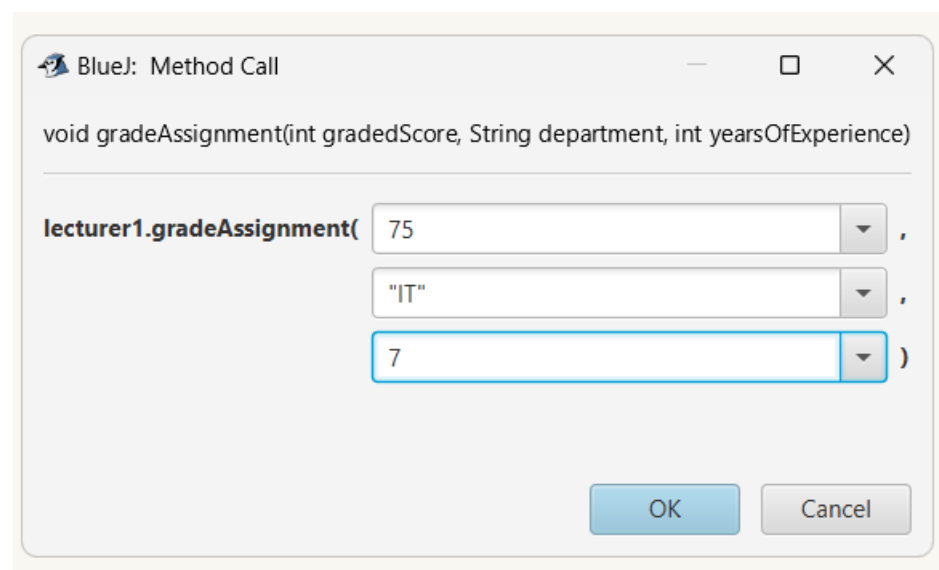 BlueJ: Method Call
void gradeAssignment(int gradedScore, String department, int yearsOfExperience)
lecturer1.gradeAssignment( 75 ,
"IT" ,
7 )
OK Cancel